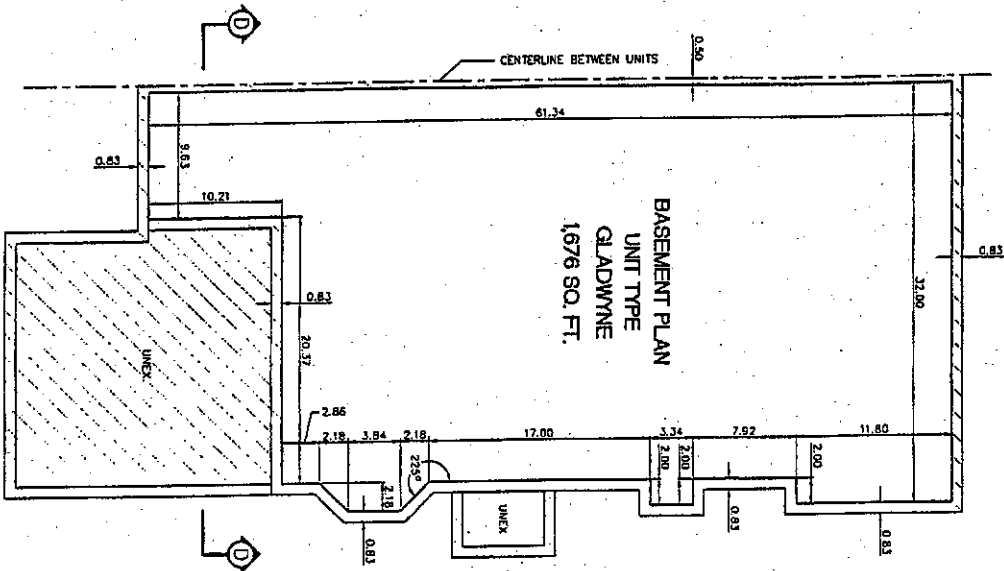 D
0.50
CENTERLINE BETWEEN UNITS
61.34
9.63
0.83
10.21
0.83
32.00
BASEMENT PLAN
UNIT TYPE
GLADWYNE
1,676 SQ. FT.
0.83
20.37
UNEX.
2.86
2.18
3.84
2.18
17.00
3.34
7.92
11.80
225°
2.00
2.00
2.00
2.18
UNEX
0.83
0.83
0.83
D